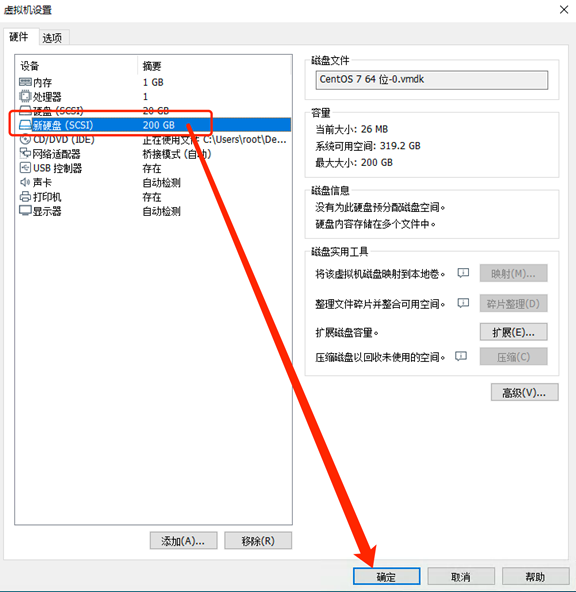 虚拟机设置
硬件 选项
设备 摘要
内存 1 GB
处理器 1
硬盘 (SCSI) 20 GB
新硬盘 (SCSI) 200 GB
CD/DVD (IDE) 正在使用文件 C:\Users\root\De...
网络适配器 桥接模式 (自动)
USB 控制器 存在
声卡 自动检测
打印机 存在
显示器 自动检测
添加(A)... 移除(R)
磁盘文件
CentOS 7 64 位-0.vmdk
容量
当前大小: 26 MB
系统可用空间: 319.2 GB
最大大小: 200 GB
磁盘信息
没有为此硬盘预分配磁盘空间。
硬盘内容存储在多个文件中。
磁盘实用工具
将该虚拟机磁盘映射到本地卷。 映射(M)...
整理文件碎片并整合可用空间。 碎片整理(D)
扩展磁盘容量。 扩展(E)...
压缩磁盘以回收未使用的空间。 压缩(C)
高级(V)...
确定 取消 帮助